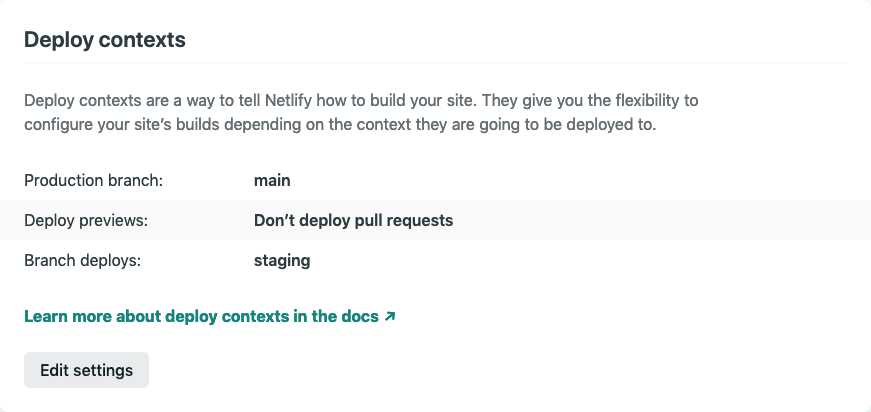 Deploy contexts
Deploy contexts are a way to tell Netlify how to build your site. They give you the flexibility to
configure your site’s builds depending on the context they are going to be deployed to.
Production branch: main
Deploy previews: Don’t deploy pull requests
Branch deploys: staging
Learn more about deploy contexts in the docs ↗
Edit settings